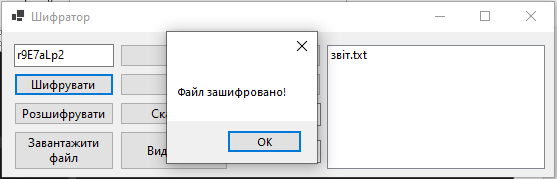 Шифратор
r9E7aLp2
Шифрувати
Розшифрувати
Завантажити
файл
Файл зашифровано!
OK
звіт.txt